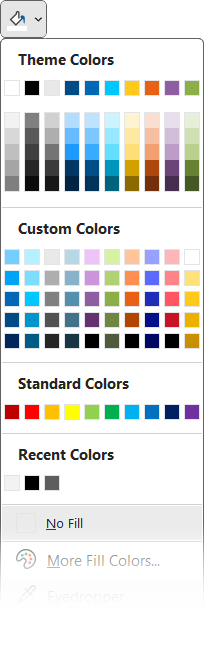 Theme Colors
Custom Colors
Standard Colors
Recent Colors
No Fill
More Fill Colors...
Eyedropper